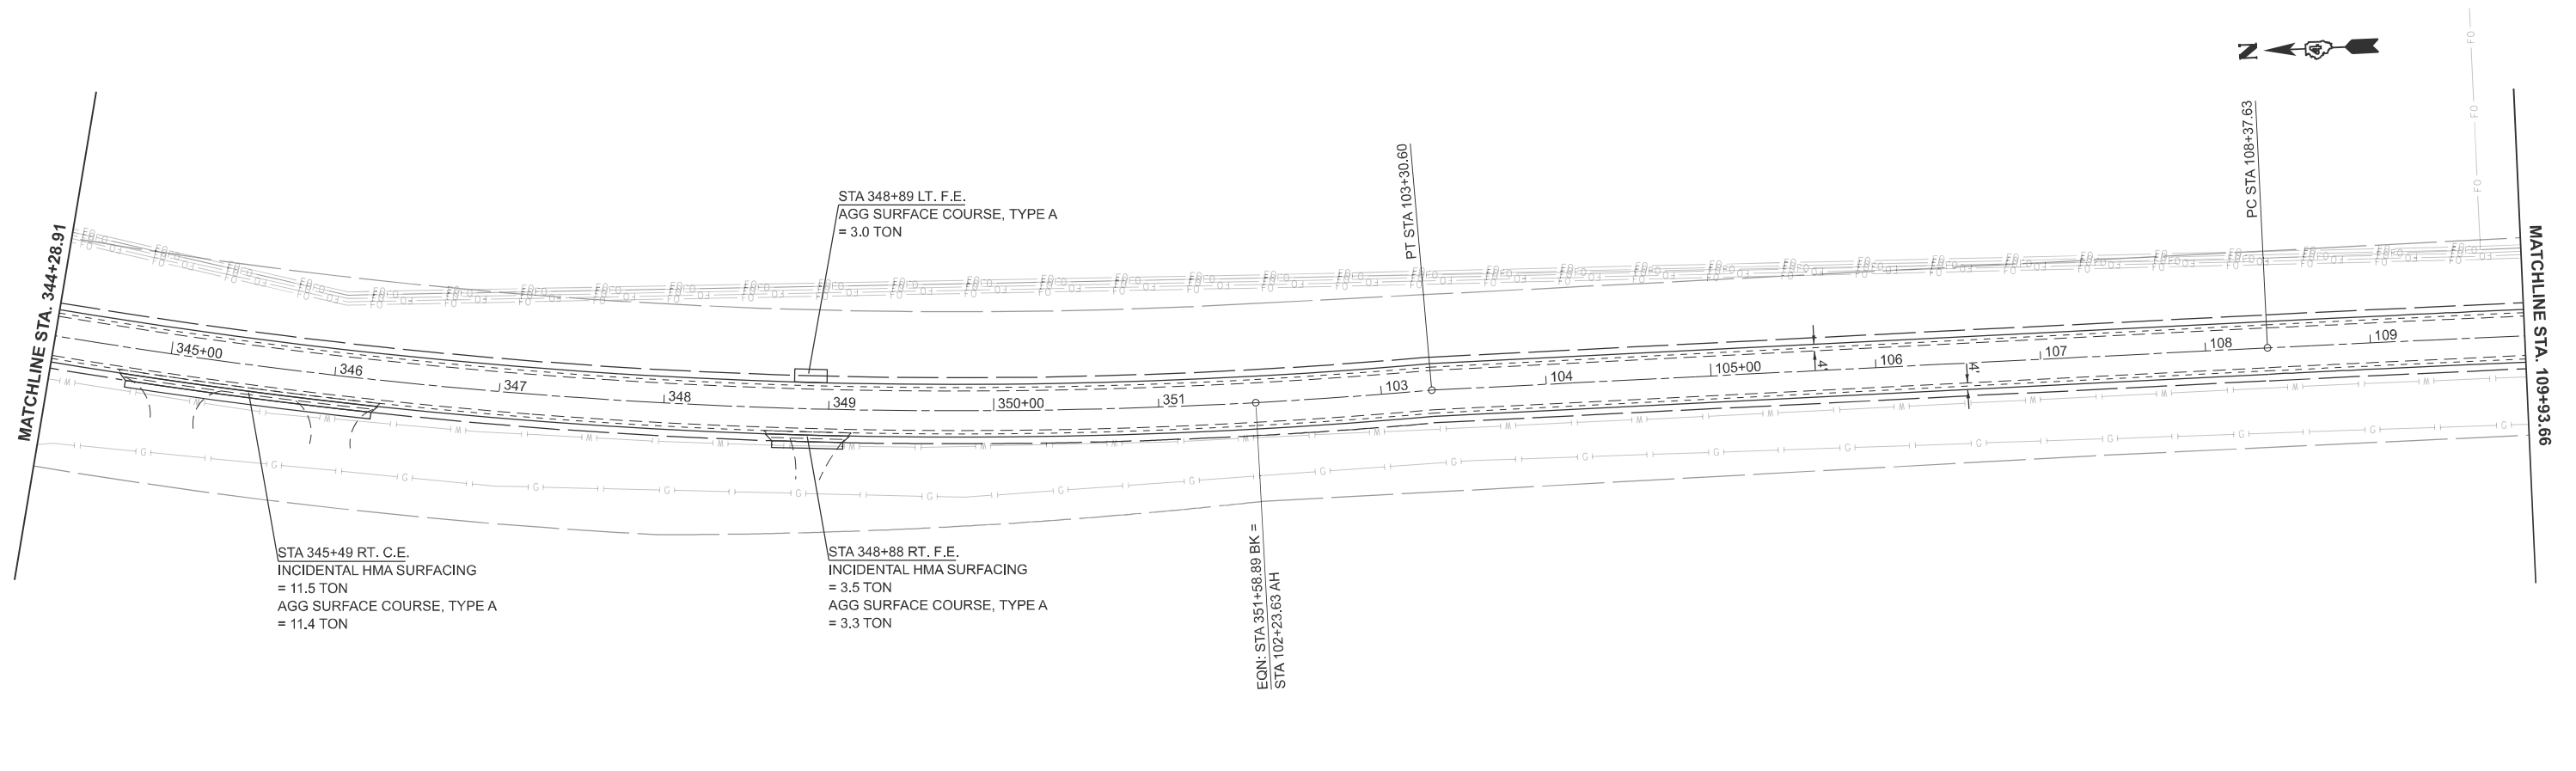 N
MATCHLINE STA. 344+28.91
STA 348+89 LT. F.E.
AGG SURFACE COURSE, TYPE A
= 3.0 TON
PT STA 103+30.60
PC STA 108+37.63
MATCHLINE STA. 109+93.66
345+00
346
347
348
349
350+00
351
103
104
105+00
106
107
108
109
4
4
FO
FO
FO
W
W
W
G
G
G
STA 345+49 RT. C.E.
INCIDENTAL HMA SURFACING
= 11.5 TON
AGG SURFACE COURSE, TYPE A
= 11.4 TON
STA 348+88 RT. F.E.
INCIDENTAL HMA SURFACING
= 3.5 TON
AGG SURFACE COURSE, TYPE A
= 3.3 TON
EQN: STA 351+58.89 BK =
STA 102+23.63 AH